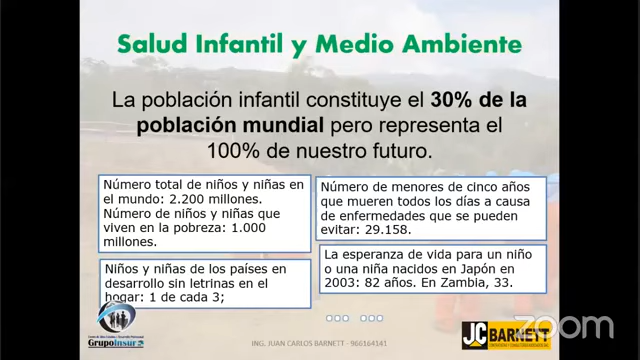 Salud Infantil y Medio Ambiente
La población infantil constituye el 30% de la
población mundial pero representa el
100% de nuestro futuro.
Número total de niños y niñas en
el mundo: 2.200 millones.
Número de niños y niñas que
viven en la pobreza: 1.000
millones.
Número de menores de cinco años
que mueren todos los días a causa
de enfermedades que se pueden
evitar: 29.158.
Niños y niñas de los países en
desarrollo sin letrinas en el
hogar: 1 de cada 3;
La esperanza de vida para un niño
o una niña nacidos en Japón en
2003: 82 años. En Zambia, 33.
GrupoInsur
ING. JUAN CARLOS BARNETT - 966164141
JC BARNETT
zoom